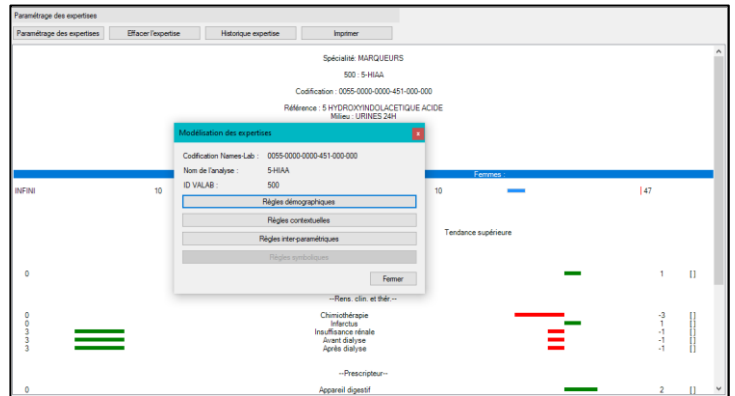 Paramétrage des expertises
Paramétrage des expertises Effacer l'expertise Historique expertise Imprimer
Spécialité: MARQUEURS
500 : 5-HIAA
Codification : 0055-0000-0000-451-000-000
Référence : 5 HYDROXYINDOLACETIQUE ACIDE
Milieu : URINES 24H
Modélisation des expertises x
Codification Names-Lab : 0055-0000-0000-451-000-000
Nom de l'analyse : 5-HIAA
ID VALAB : 500
Règles démographiques
Règles contextuelles
Règles inter-paramétriques
Règles symboliques
Fermer
Femmes :
INFINI 10 10 47
Tendance supérieure
0 1 []
--Rens. clin. et thér.--
0 Chimiothérapie -3 []
0 Infarctus 1 []
3 Insuffisance rénale -1 []
3 Avant dialyse -1 []
3 Après dialyse -1 []
--Prescripteur--
0 Appareil digestif 2 []